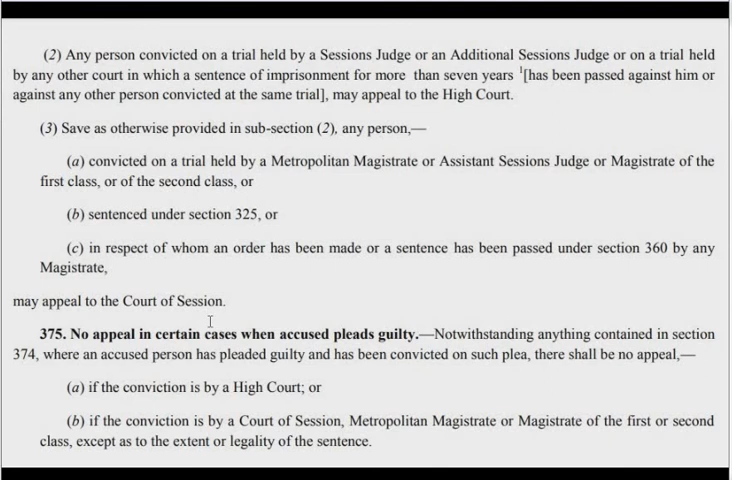 (2) Any person convicted on a trial held by a Sessions Judge or an Additional Sessions Judge or on a trial held
by any other court in which a sentence of imprisonment for more than seven years 1[has been passed against him or
against any other person convicted at the same trial], may appeal to the High Court.
(3) Save as otherwise provided in sub-section (2), any person,—
(a) convicted on a trial held by a Metropolitan Magistrate or Assistant Sessions Judge or Magistrate of the
first class, or of the second class, or
(b) sentenced under section 325, or
(c) in respect of whom an order has been made or a sentence has been passed under section 360 by any
Magistrate,
may appeal to the Court of Session.
375. No appeal in certain cases when accused pleads guilty.—Notwithstanding anything contained in section
374, where an accused person has pleaded guilty and has been convicted on such plea, there shall be no appeal,—
(a) if the conviction is by a High Court; or
(b) if the conviction is by a Court of Session, Metropolitan Magistrate or Magistrate of the first or second
class, except as to the extent or legality of the sentence.